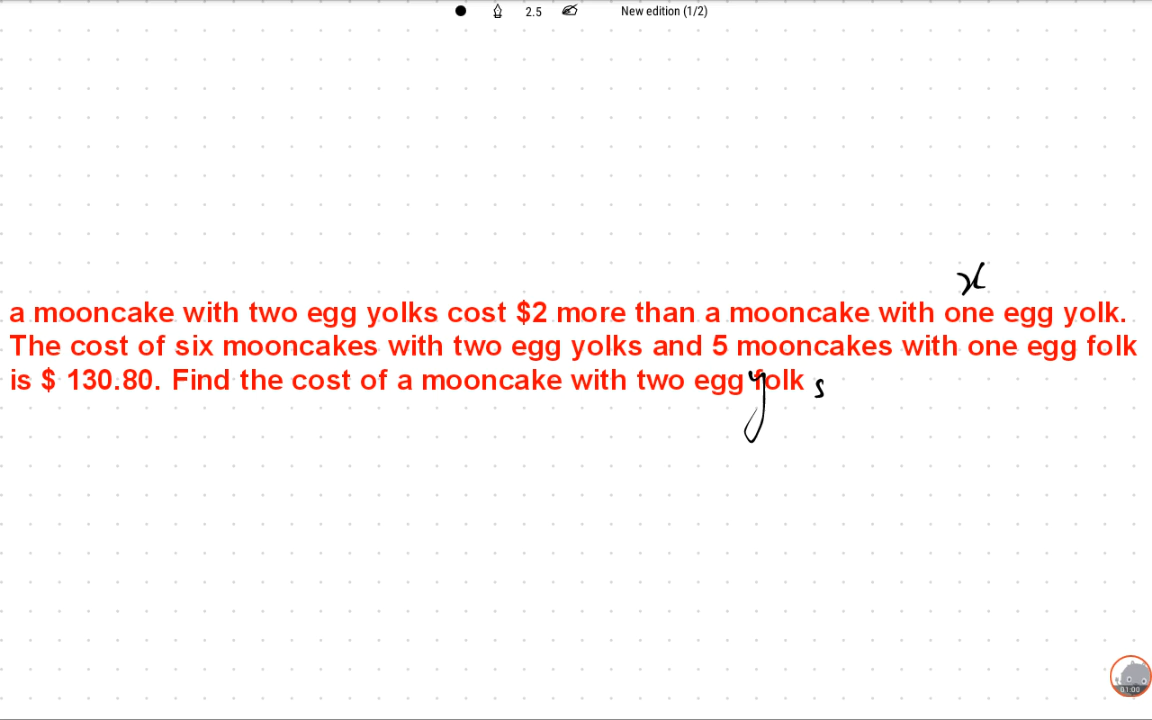 2.5 New edition (1/2)
x
a mooncake with two egg yolks cost $2 more than a mooncake with one egg yolk.
The cost of six mooncakes with two egg yolks and 5 mooncakes with one egg folk
is $ 130.80. Find the cost of a mooncake with two egg yolk s
01:00